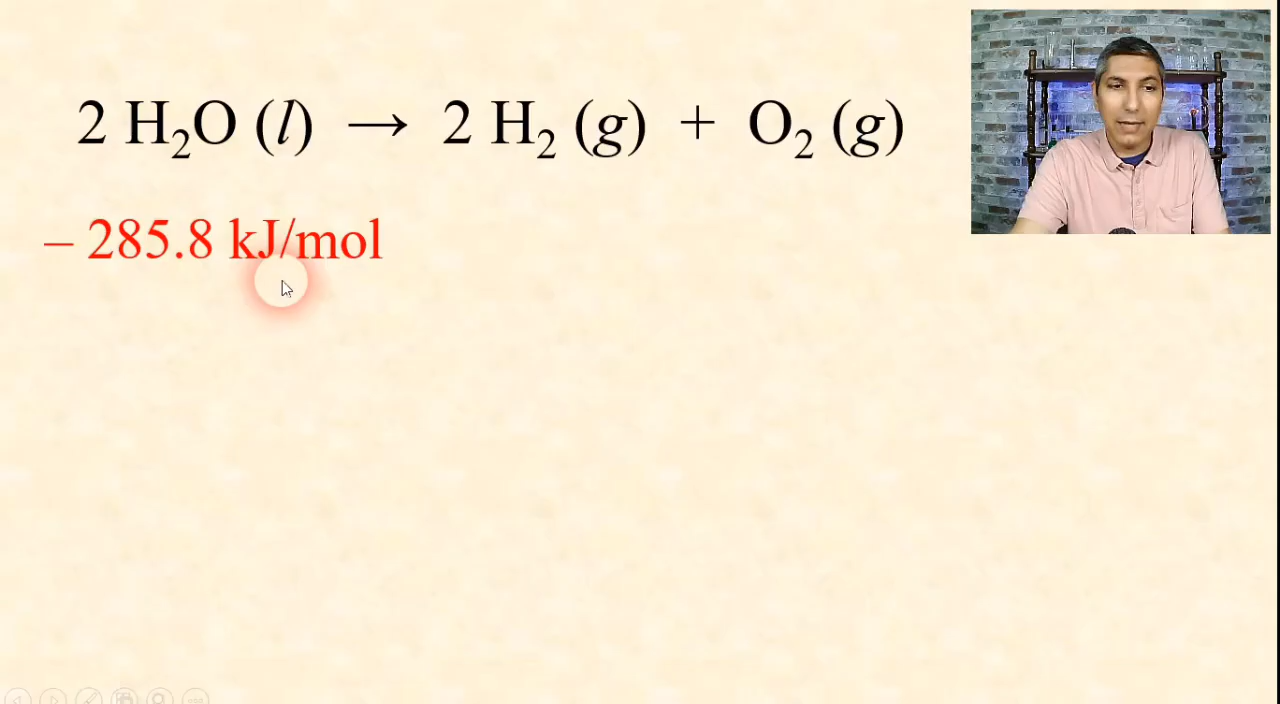 2 H₂O (l) → 2 H₂ (g) + O₂ (g)
– 285.8 kJ/mol